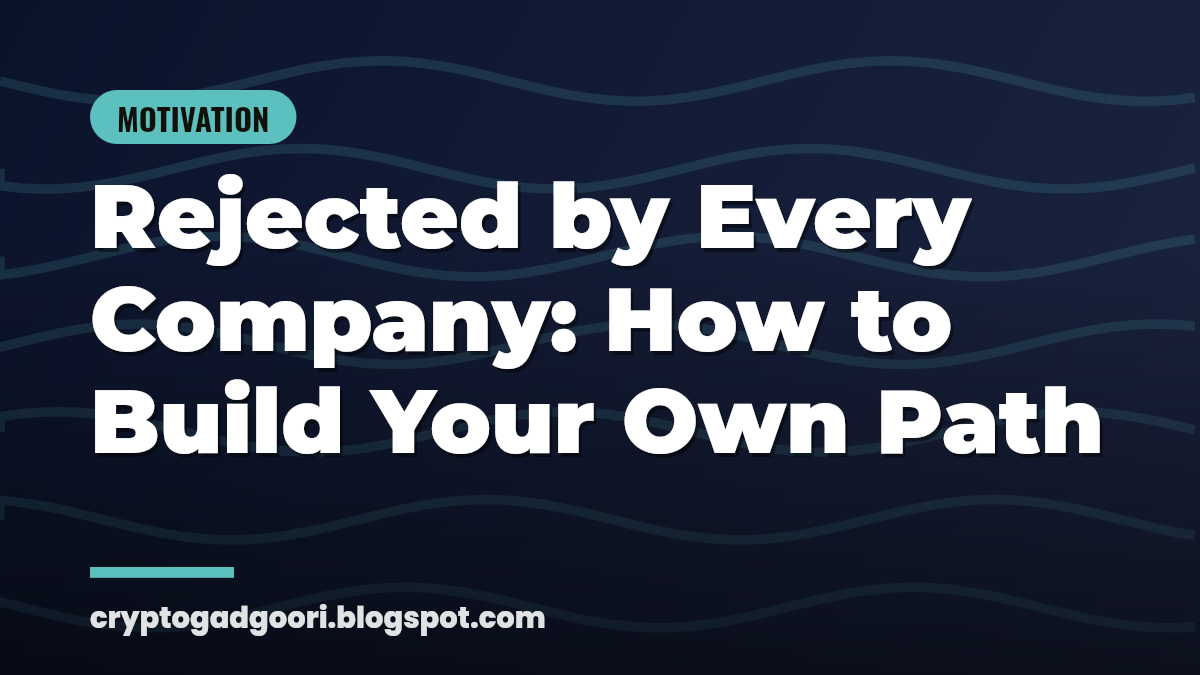 MOTIVATION
Rejected by Every
Company: How to
Build Your Own Path
cryptogadgoori.blogspot.com